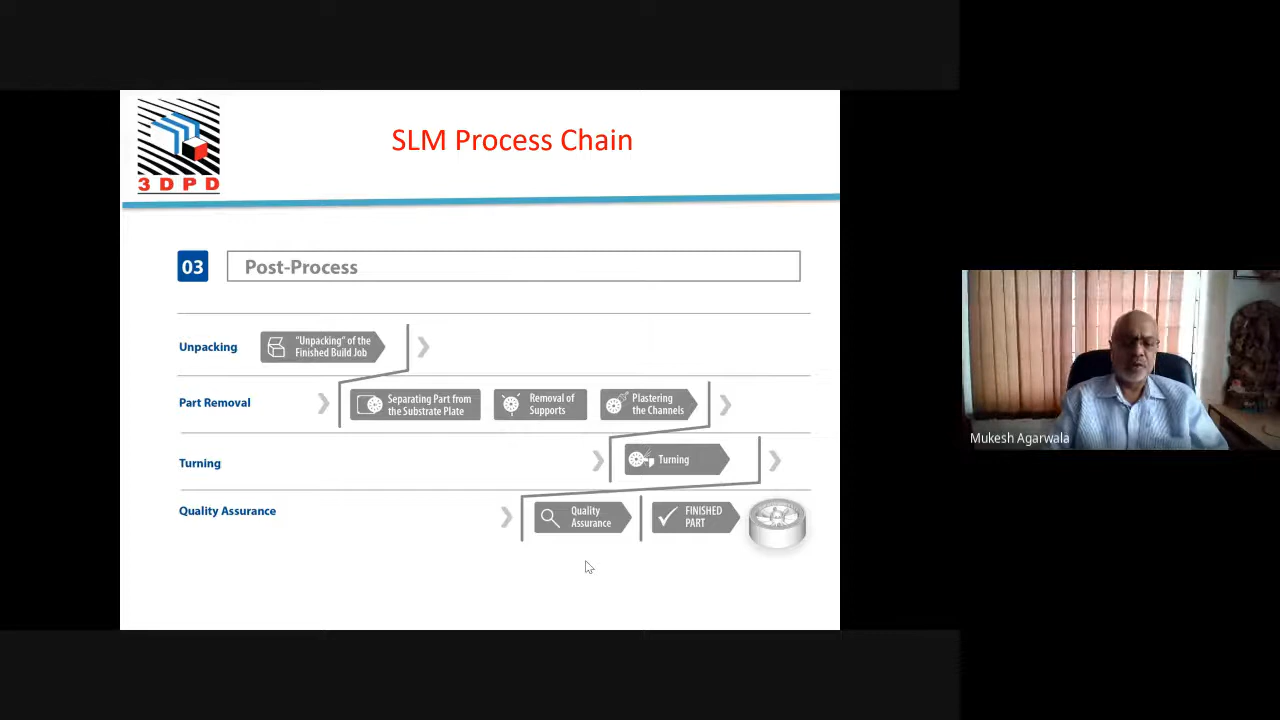 SLM Process Chain
3DPD
03
Post-Process
Unpacking
"Unpacking" of the
Finished Build Job
Part Removal
Separating Part from
the Substrate Plate
Removal of
Supports
Plastering
the Channels
Turning
Turning
Quality Assurance
Quality
Assurance
FINISHED
PART
Mukesh Agarwala